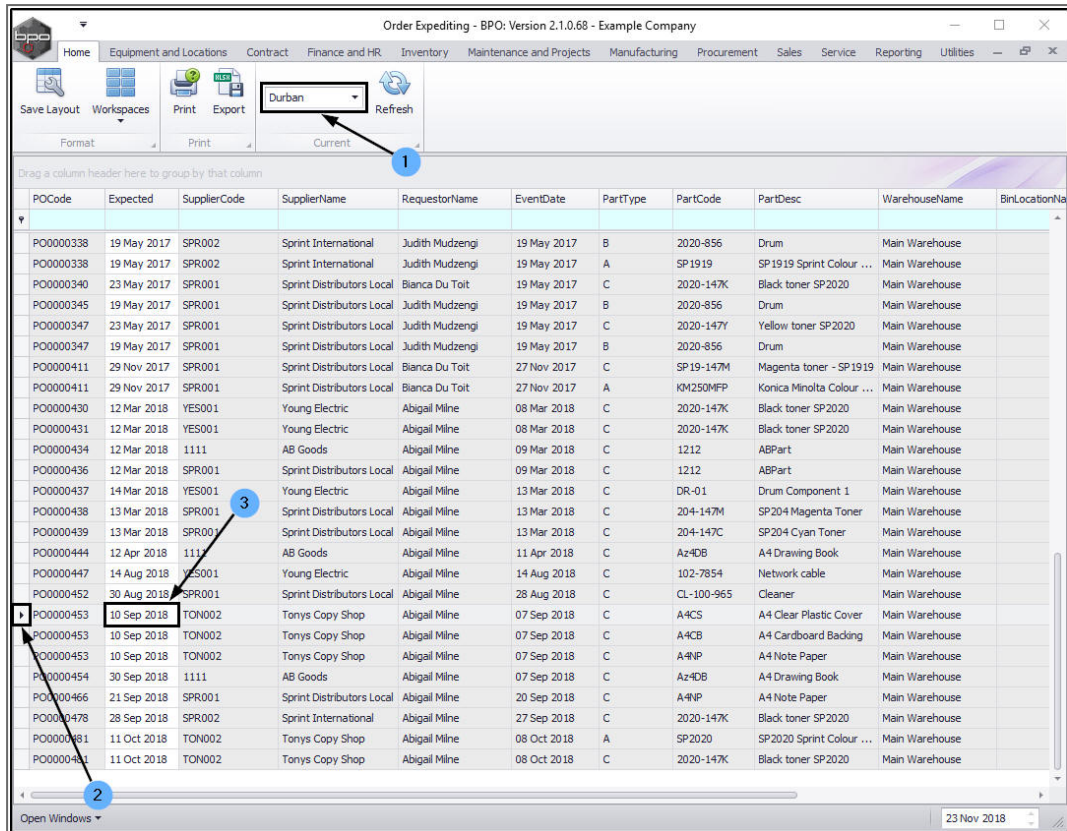 Order Expediting - BPO: Version 2.1.0.68 - Example Company
bpo
Home Equipment and Locations Contract Finance and HR Inventory Maintenance and Projects Manufacturing Procurement Sales Service Reporting Utilities
XLSX
Durban
Save Layout Workspaces Print Export Refresh
Format Print Current
1
Drag a column header here to group by that column
POCode Expected SupplierCode SupplierName RequestorName EventDate PartType PartCode PartDesc WarehouseName BinLocationNa
PO0000338 19 May 2017 SPR002 Sprint International Judith Mudzengi 19 May 2017 B 2020-856 Drum Main Warehouse
PO0000338 19 May 2017 SPR002 Sprint International Judith Mudzengi 19 May 2017 A SP1919 SP1919 Sprint Colour ... Main Warehouse
PO0000340 23 May 2017 SPR001 Sprint Distributors Local Bianca Du Toit 19 May 2017 C 2020-147K Black toner SP2020 Main Warehouse
PO0000345 19 May 2017 SPR001 Sprint Distributors Local Judith Mudzengi 19 May 2017 B 2020-856 Drum Main Warehouse
PO0000347 23 May 2017 SPR001 Sprint Distributors Local Judith Mudzengi 19 May 2017 C 2020-147Y Yellow toner SP2020 Main Warehouse
PO0000347 19 May 2017 SPR001 Sprint Distributors Local Judith Mudzengi 19 May 2017 B 2020-856 Drum Main Warehouse
PO0000411 29 Nov 2017 SPR001 Sprint Distributors Local Bianca Du Toit 27 Nov 2017 C SP19-147M Magenta toner - SP1919 Main Warehouse
PO0000411 29 Nov 2017 SPR001 Sprint Distributors Local Bianca Du Toit 27 Nov 2017 A KM250MFP Konica Minolta Colour ... Main Warehouse
PO0000430 12 Mar 2018 YES001 Young Electric Abigail Milne 08 Mar 2018 C 2020-147K Black toner SP2020 Main Warehouse
PO0000431 12 Mar 2018 YES001 Young Electric Abigail Milne 08 Mar 2018 C 2020-147K Black toner SP2020 Main Warehouse
PO0000434 12 Mar 2018 1111 AB Goods Abigail Milne 09 Mar 2018 C 1212 ABPart Main Warehouse
PO0000436 12 Mar 2018 SPR001 Sprint Distributors Local Abigail Milne 09 Mar 2018 C 1212 ABPart Main Warehouse
PO0000437 14 Mar 2018 YES001 Young Electric Abigail Milne 13 Mar 2018 C DR-01 Drum Component 1 Main Warehouse
3
PO0000438 13 Mar 2018 SPR001 Sprint Distributors Local Abigail Milne 13 Mar 2018 C 204-147M SP204 Magenta Toner Main Warehouse
PO0000439 13 Mar 2018 SPR001 Sprint Distributors Local Abigail Milne 13 Mar 2018 C 204-147C SP204 Cyan Toner Main Warehouse
PO0000444 12 Apr 2018 1111 AB Goods Abigail Milne 11 Apr 2018 C Az4DB A4 Drawing Book Main Warehouse
PO0000447 14 Aug 2018 YES001 Young Electric Abigail Milne 14 Aug 2018 C 102-7854 Network cable Main Warehouse
PO0000452 30 Aug 2018 SPR001 Sprint Distributors Local Abigail Milne 28 Aug 2018 C CL-100-965 Cleaner Main Warehouse
PO0000453 10 Sep 2018 TON002 Tonys Copy Shop Abigail Milne 07 Sep 2018 C A4CS A4 Clear Plastic Cover Main Warehouse
PO0000453 10 Sep 2018 TON002 Tonys Copy Shop Abigail Milne 07 Sep 2018 C A4CB A4 Cardboard Backing Main Warehouse
PO0000453 10 Sep 2018 TON002 Tonys Copy Shop Abigail Milne 07 Sep 2018 C A4NP A4 Note Paper Main Warehouse
PO0000454 30 Sep 2018 1111 AB Goods Abigail Milne 07 Sep 2018 C Az4DB A4 Drawing Book Main Warehouse
PO0000466 21 Sep 2018 SPR001 Sprint Distributors Local Abigail Milne 20 Sep 2018 C A4NP A4 Note Paper Main Warehouse
PO0000478 28 Sep 2018 SPR002 Sprint International Abigail Milne 27 Sep 2018 C 2020-147K Black toner SP2020 Main Warehouse
PO0000481 11 Oct 2018 TON002 Tonys Copy Shop Abigail Milne 08 Oct 2018 A SP2020 SP2020 Sprint Colour ... Main Warehouse
PO0000481 11 Oct 2018 TON002 Tonys Copy Shop Abigail Milne 08 Oct 2018 C 2020-147K Black toner SP2020 Main Warehouse
2
Open Windows 23 Nov 2018